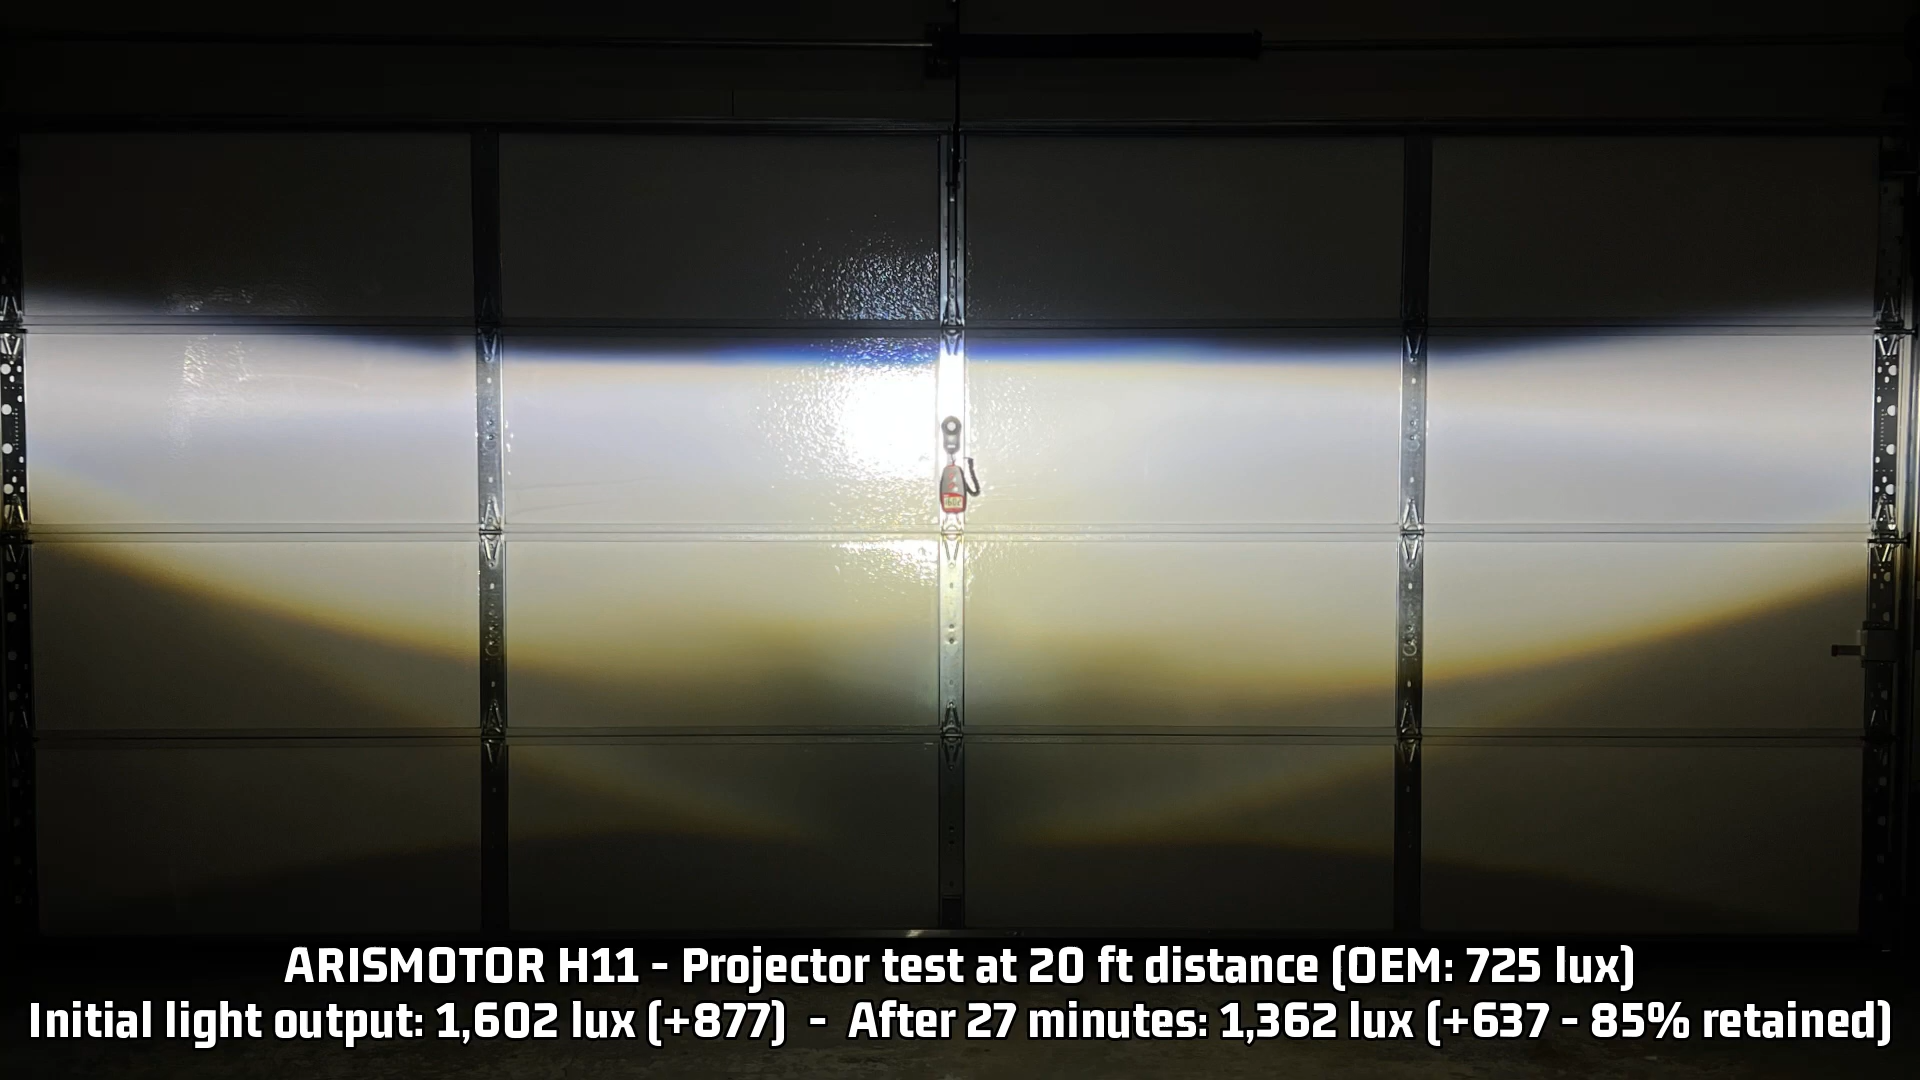 ARISMOTOR H11 - Projector test at 20 ft distance (OEM: 725 lux)
Initial light output: 1,602 lux (+877) - After 27 minutes: 1,362 lux (+637 - 85% retained)